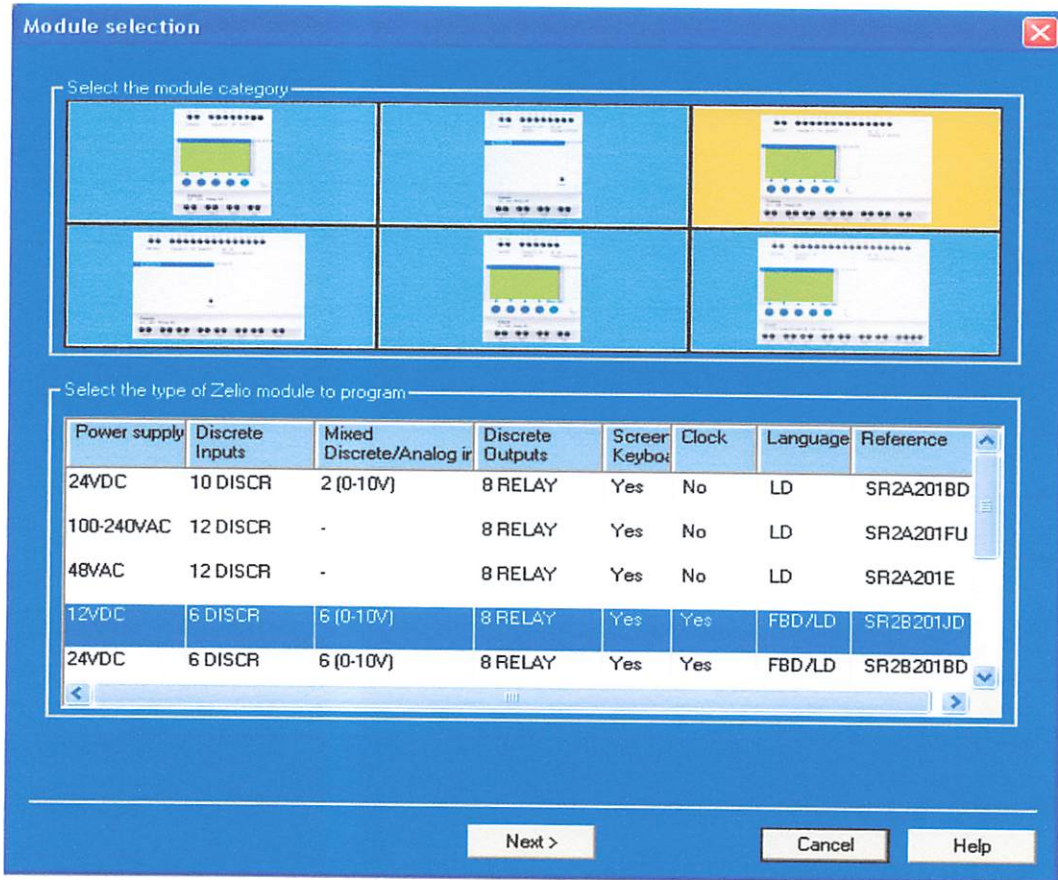 Module selection
Select the module category
Select the type of Zelio module to program
Power supply Discrete Inputs Mixed Discrete/Analog ir Discrete Outputs Screer Keyboa Clock Language Reference
24VDC 10 DISCR 2 (0-10V) 8 RELAY Yes No LD SR2A201BD
100-240VAC 12 DISCR - 8 RELAY Yes No LD SR2A201FU
48VAC 12 DISCR - 8 RELAY Yes No LD SR2A201E
12VDC 6 DISCR 6 (0-10V) 8 RELAY Yes Yes FBD/LD SR2B201JD
24VDC 6 DISCR 6 (0-10V) 8 RELAY Yes Yes FBD/LD SR2B201BD
Next >
Cancel
Help